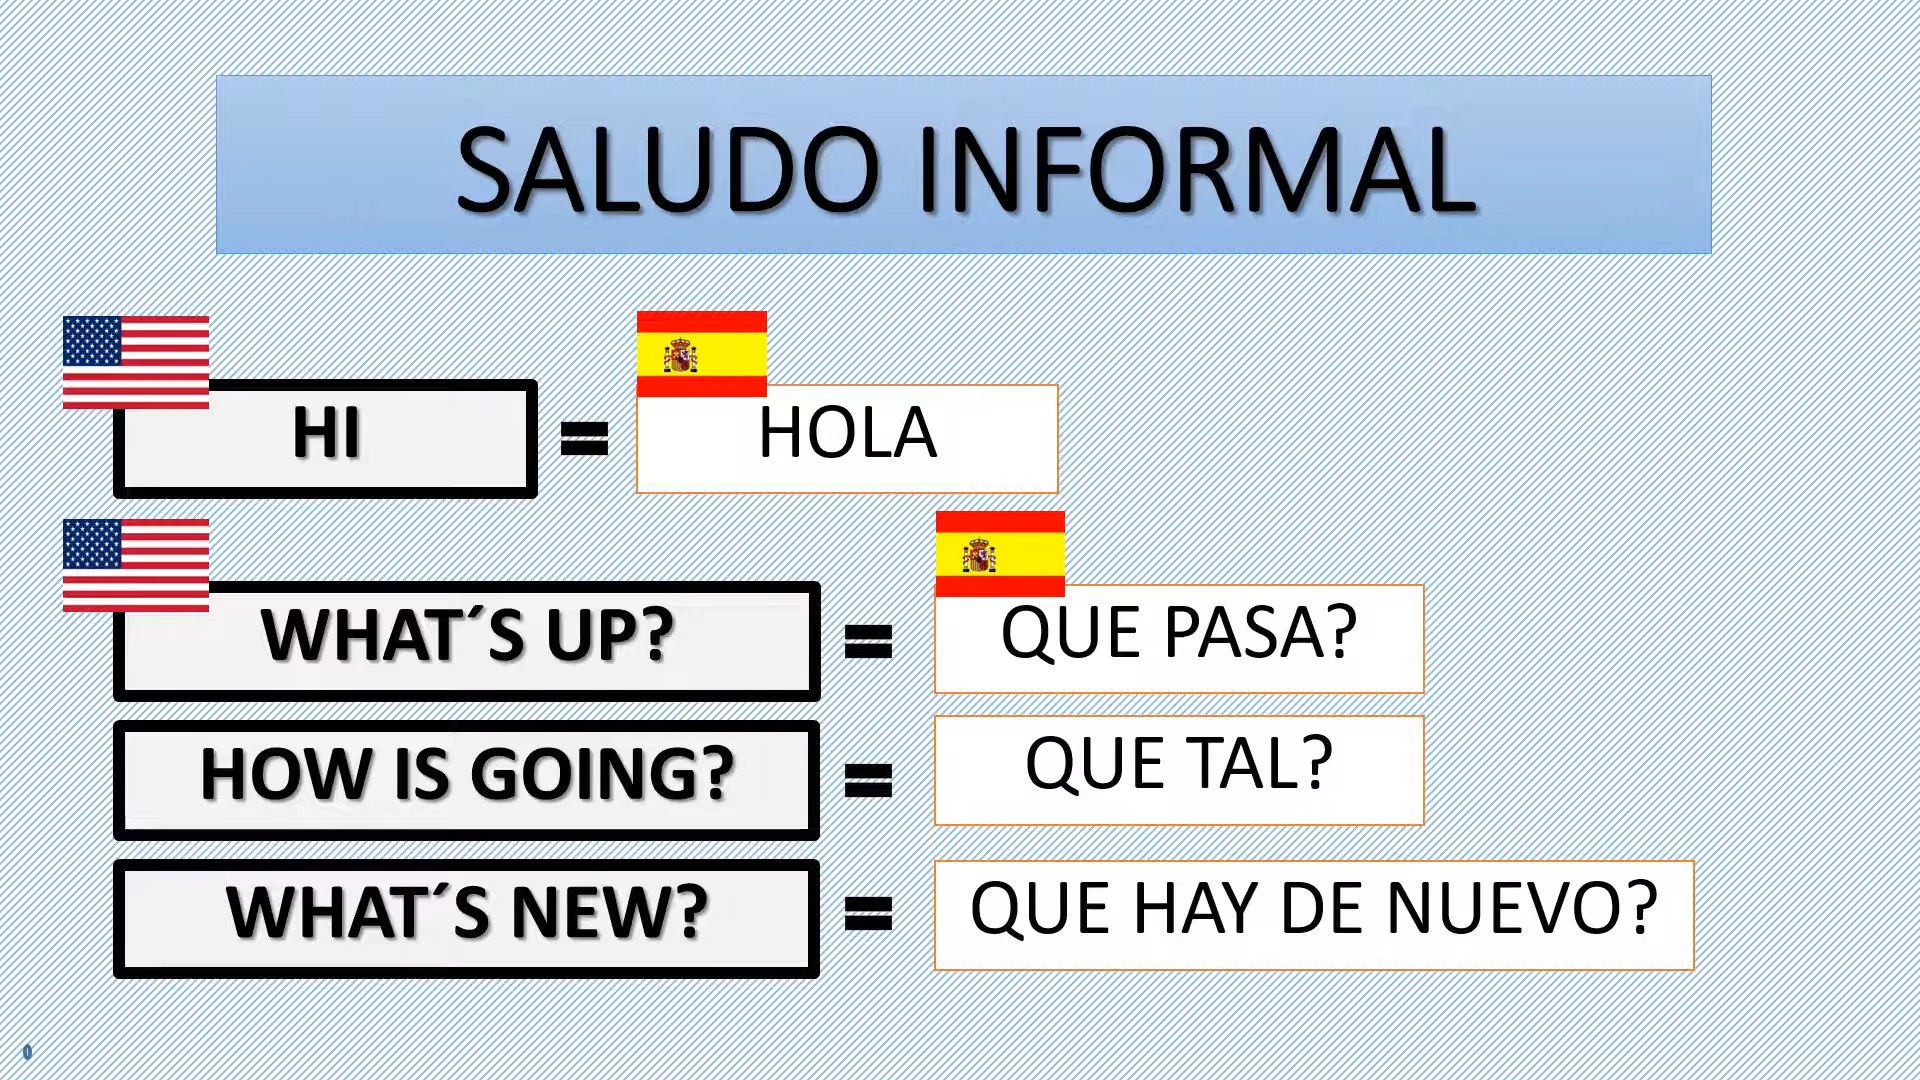 SALUDO INFORMAL
HI = HOLA
WHAT´S UP? = QUE PASA?
HOW IS GOING? = QUE TAL?
WHAT´S NEW? = QUE HAY DE NUEVO?
0